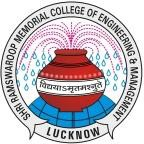 SHRI RAMSWAROOP MEMORIAL COLLEGE OF ENGINEERING & MANAGEMENT
विद्ययाऽमृतमश्नुते
LUCKNOW